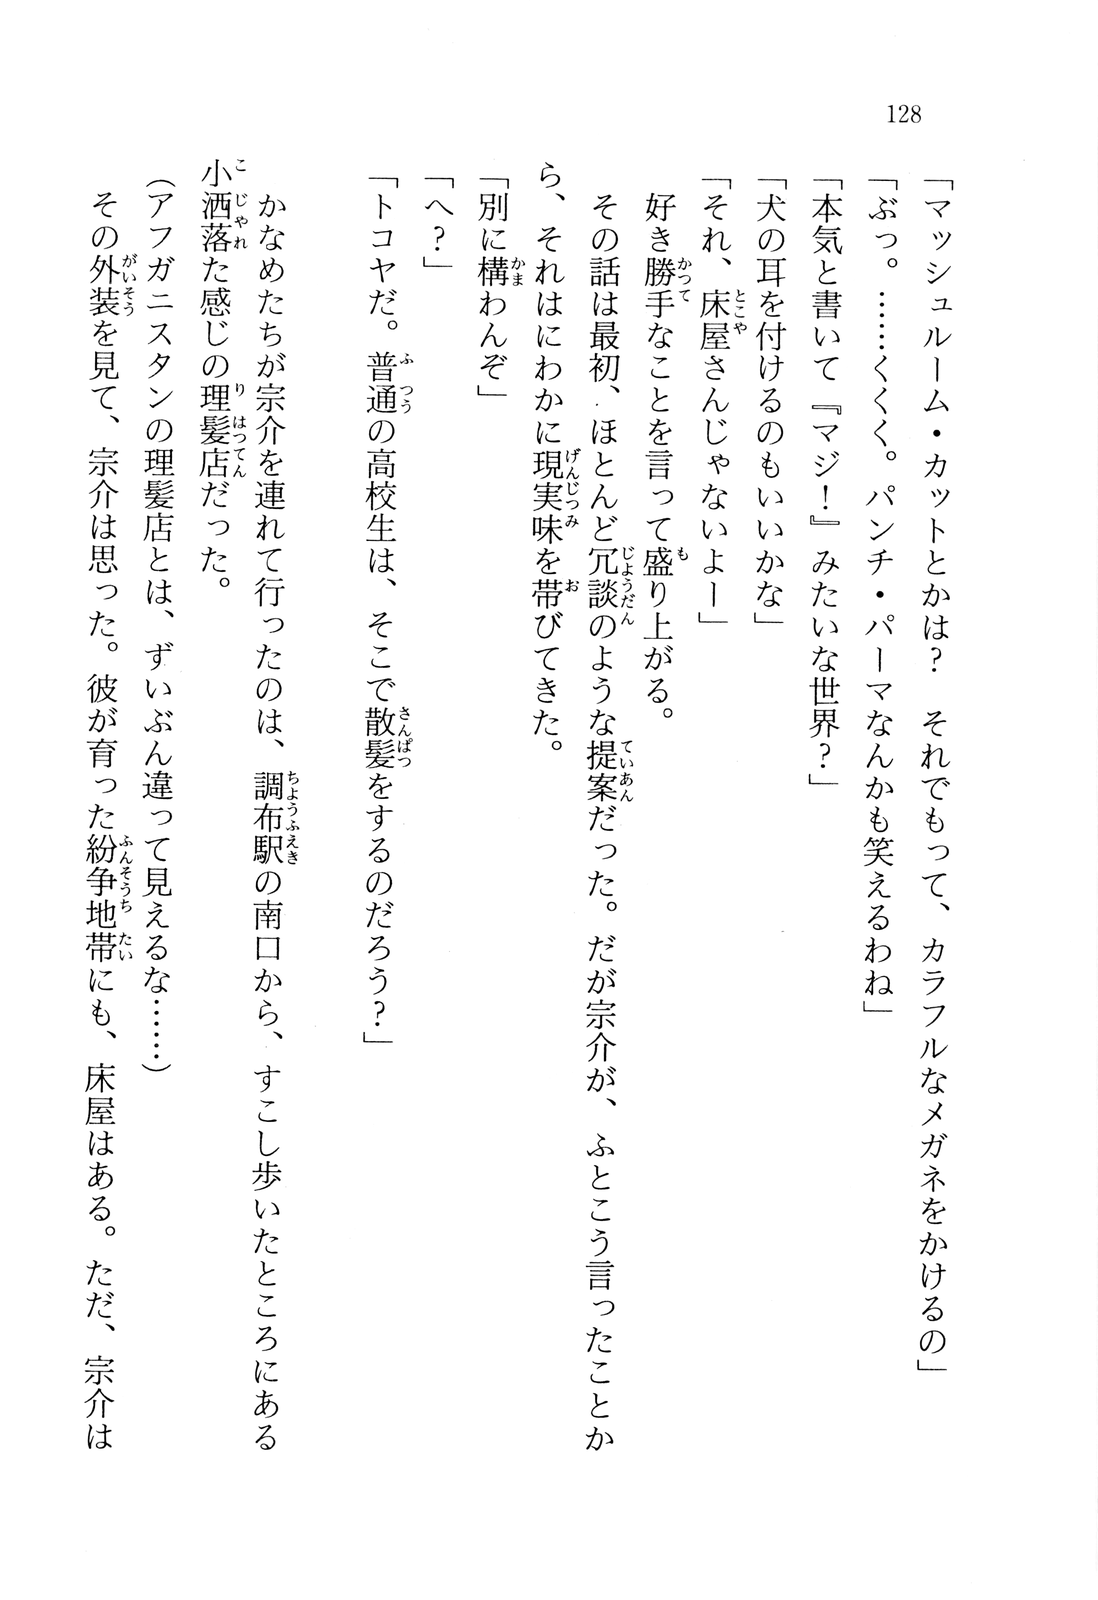 128
「マッシュルーム・カットとかは？　それでもって、カラフルなメガネをかけるの」
「ぶっ。……くくく。パンチ・パーマなんかも笑えるわね」
「本気と書いて『マジ！』みたいな世界？」
「犬の耳を付けるのもいいかな」
「それ、床屋さんじゃないよー」
　好き勝手なことを言って盛り上がる。
　その話は最初、ほとんど冗談のような提案だった。だが宗介が、ふとこう言ったことか
ら、それはにわかに現実味を帯びてきた。
「別に構わんぞ」
「へ？」
「トコヤだ。普通の高校生は、そこで散髪をするのだろう？」
　かなめたちが宗介を連れて行ったのは、調布駅の南口から、すこし歩いたところにある
小洒落た感じの理髪店だった。
（アフガニスタンの理髪店とは、ずいぶん違って見えるな……）
　その外装を見て、宗介は思った。彼が育った紛争地帯にも、床屋はある。ただ、宗介は